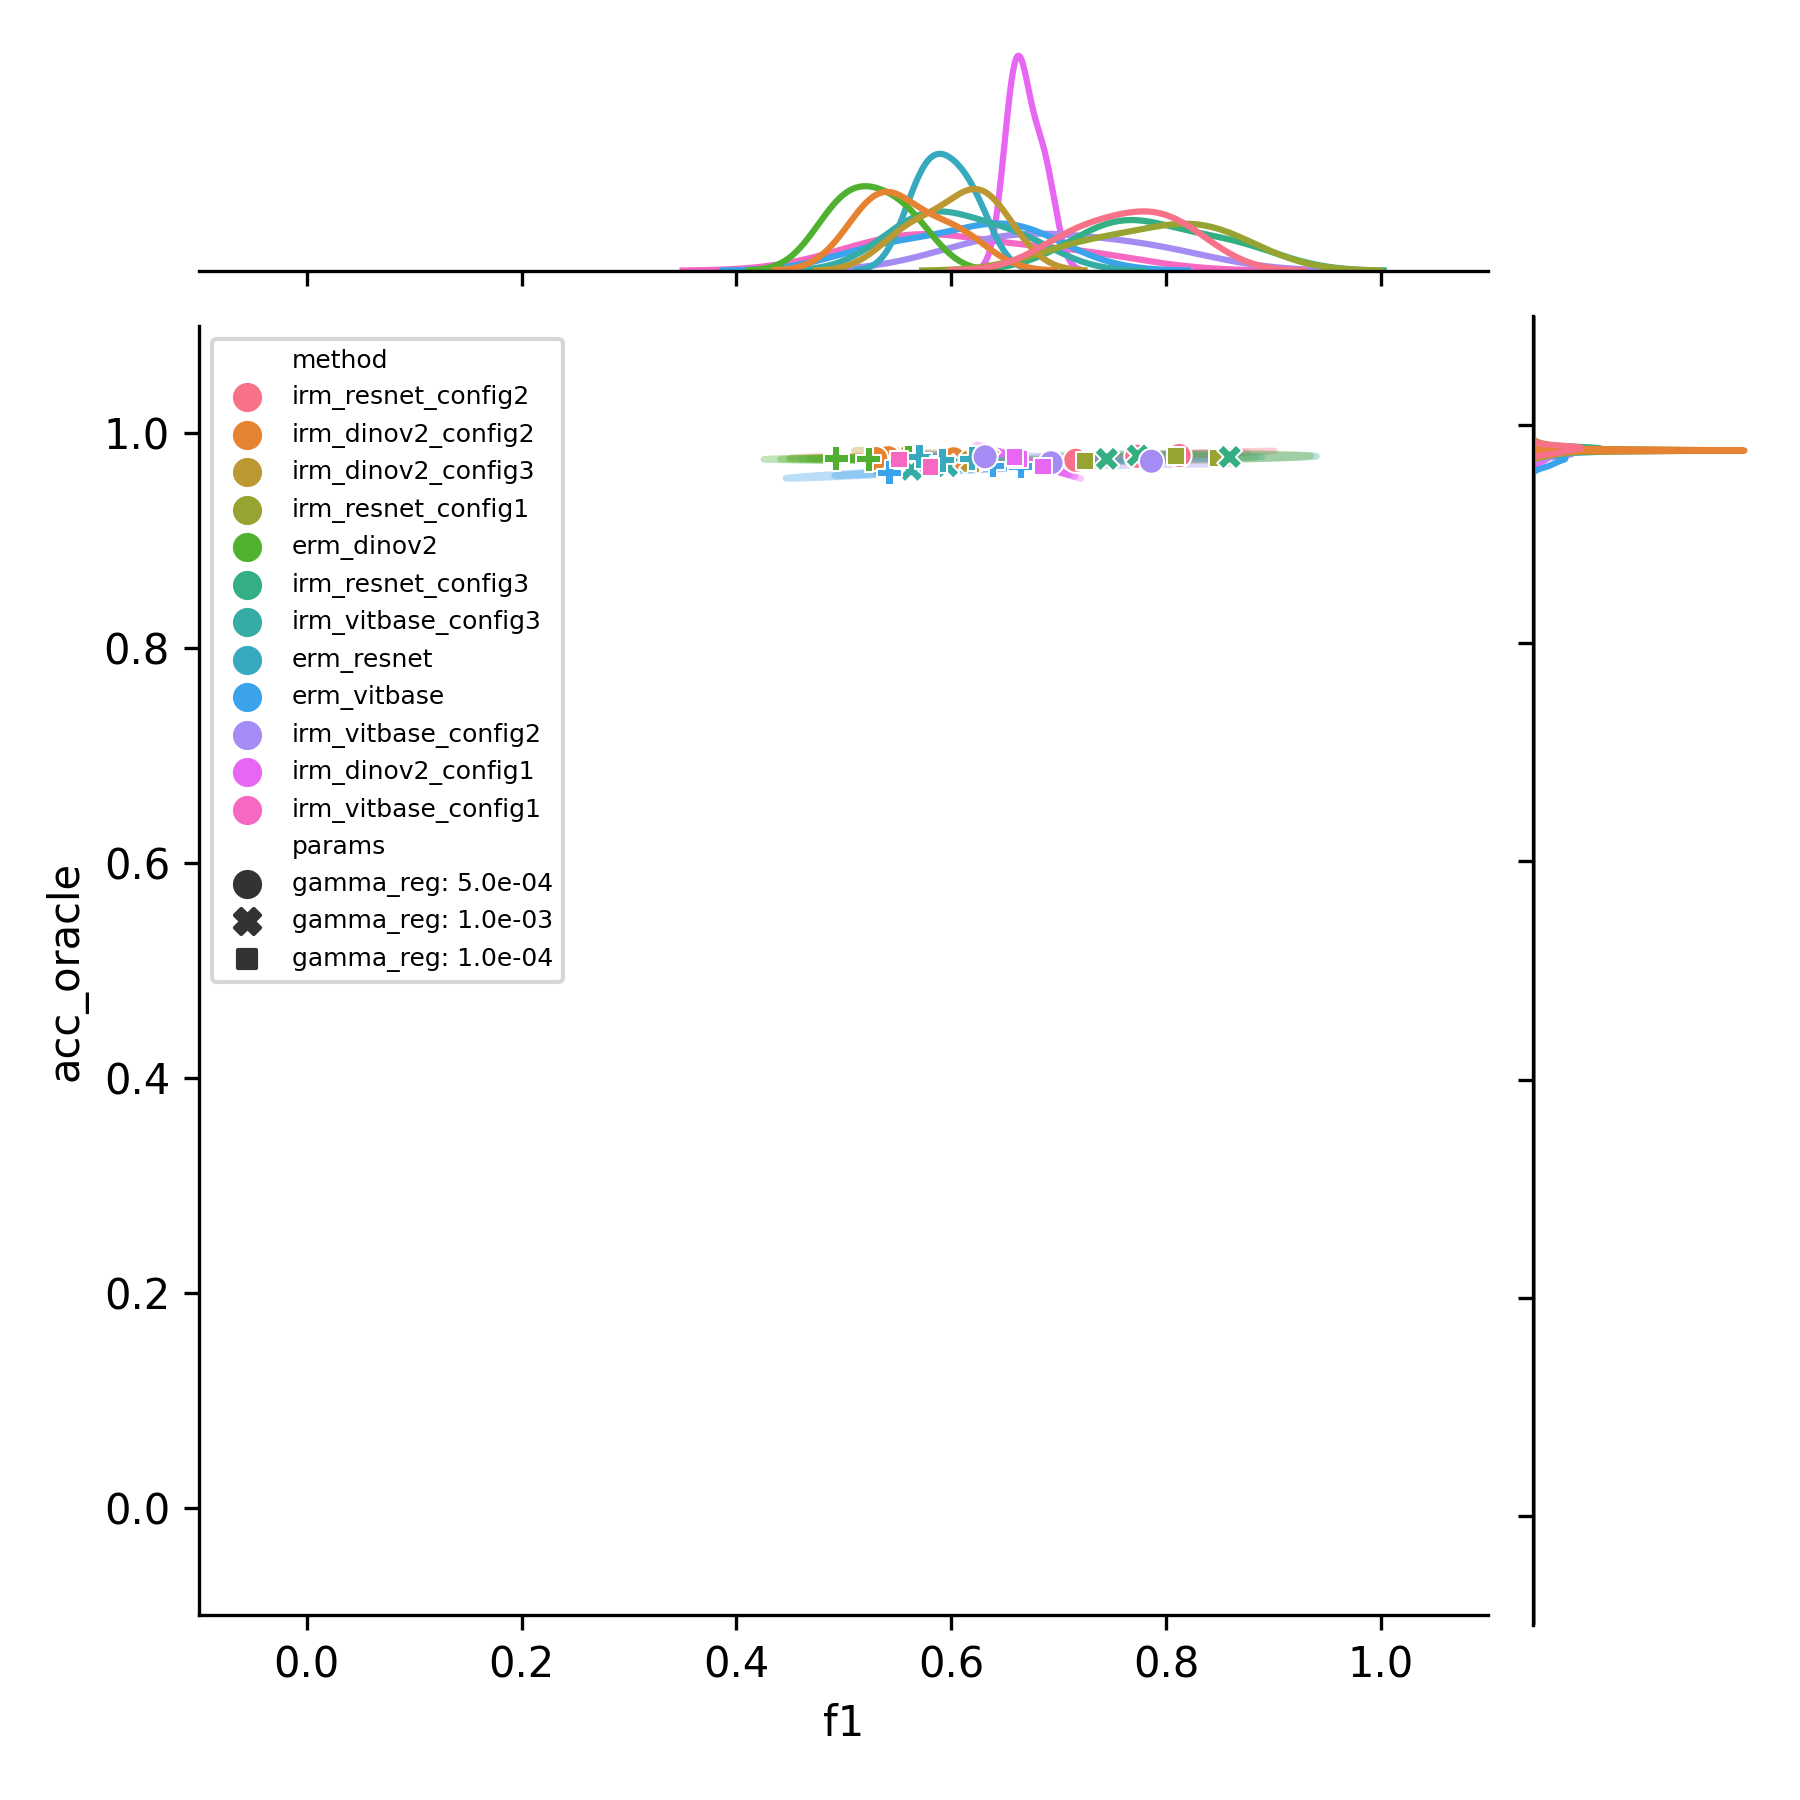 method
irm_resnet_config2
irm_dinov2_config2
irm_dinov2_config3
irm_resnet_config1
erm_dinov2
irm_resnet_config3
irm_vitbase_config3
erm_resnet
erm_vitbase
irm_vitbase_config2
irm_dinov2_config1
irm_vitbase_config1
params
gamma_reg: 5.0e-04
gamma_reg: 1.0e-03
gamma_reg: 1.0e-04
acc_oracle
1.0
0.8
0.6
0.4
0.2
0.0
0.0 0.2 0.4 0.6 0.8 1.0
f1